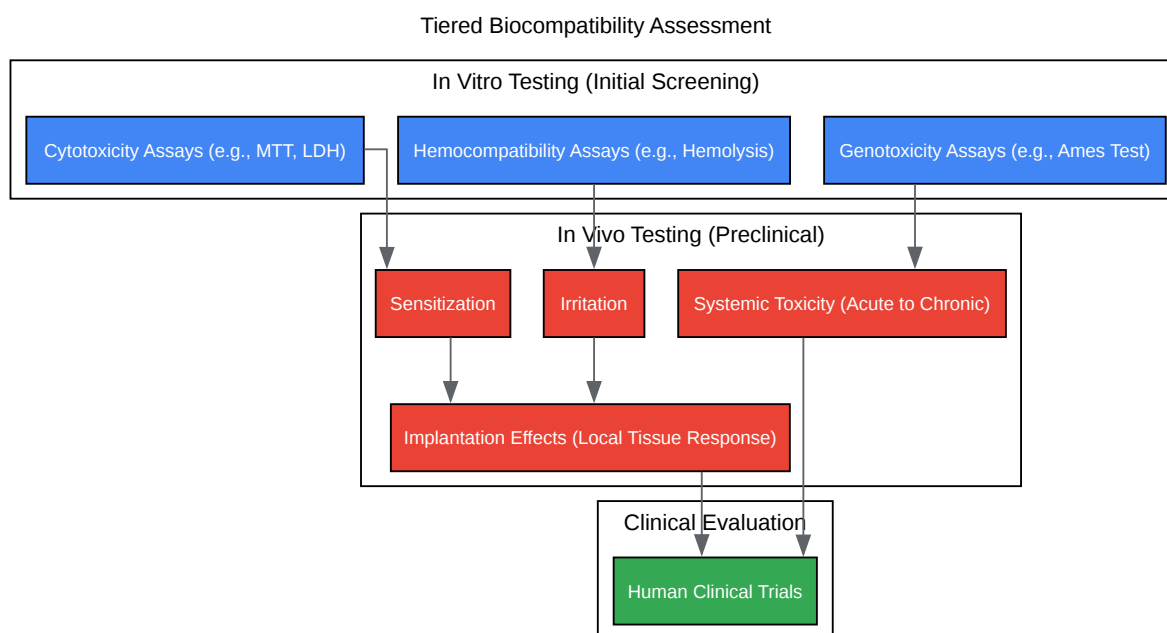 Tiered Biocompatibility Assessment
In Vitro Testing (Initial Screening)
Cytotoxicity Assays (e.g., MTT, LDH)
Hemocompatibility Assays (e.g., Hemolysis)
Genotoxicity Assays (e.g., Ames Test)
In Vivo Testing (Preclinical)
Sensitization
Irritation
Systemic Toxicity (Acute to Chronic)
Implantation Effects (Local Tissue Response)
Clinical Evaluation
Human Clinical Trials